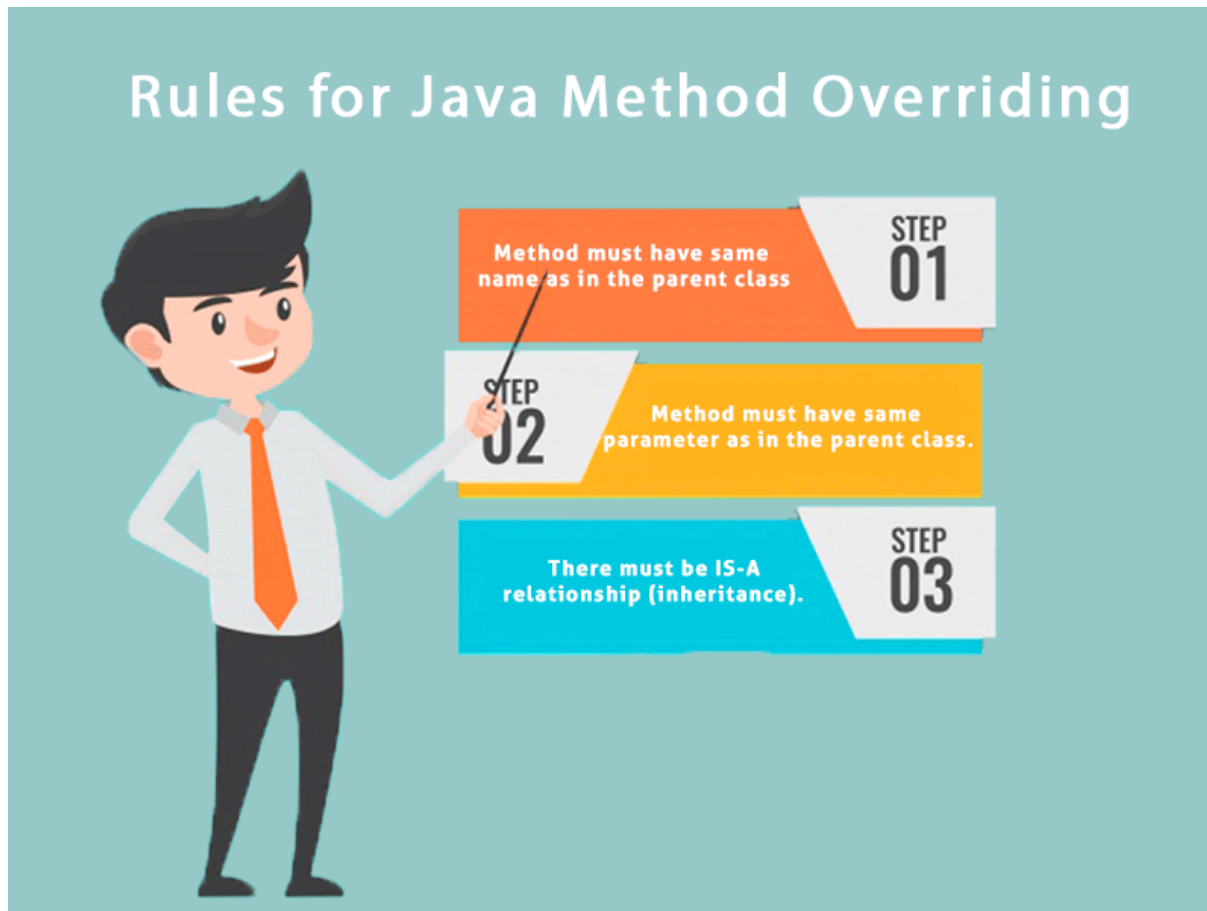 Rules for Java Method Overriding
Method must have same
name as in the parent class
STEP
01
STEP
02
Method must have same
parameter as in the parent class.
There must be IS-A
relationship (inheritance).
STEP
03